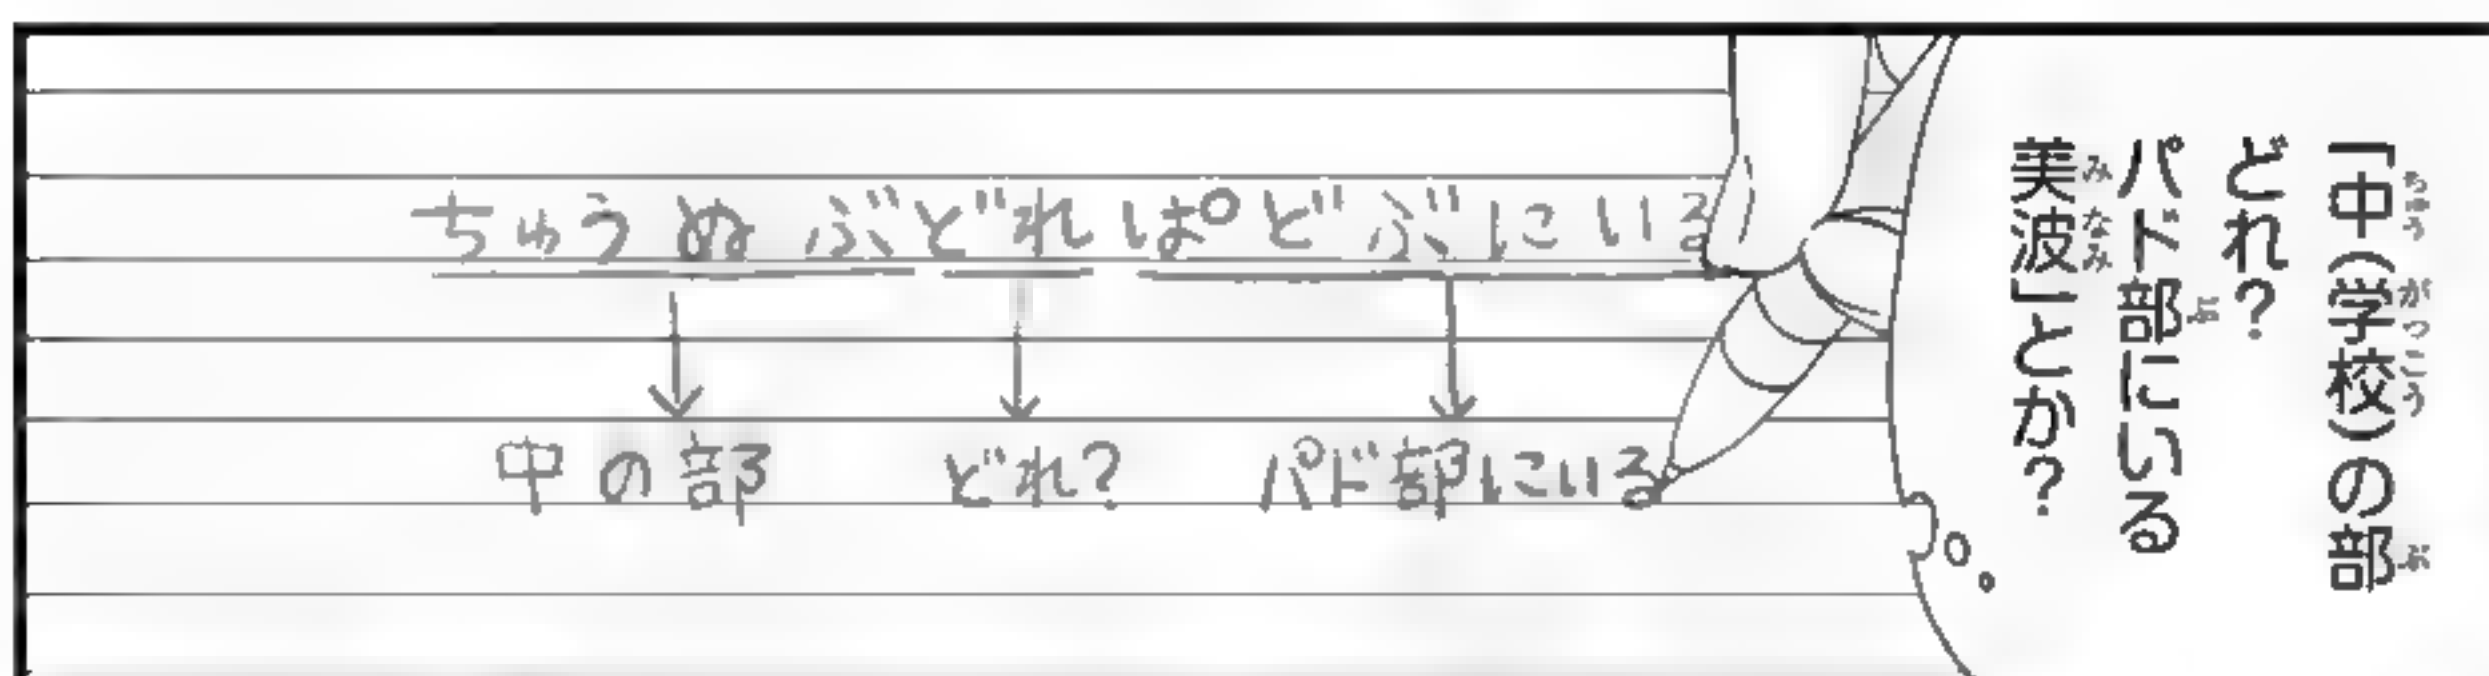 「中(学校)の部
どれ?
パド部にいる
美波」とか?
ちゅうぬぶどれぱどぶにいる
中の部 どれ? パド部にいる